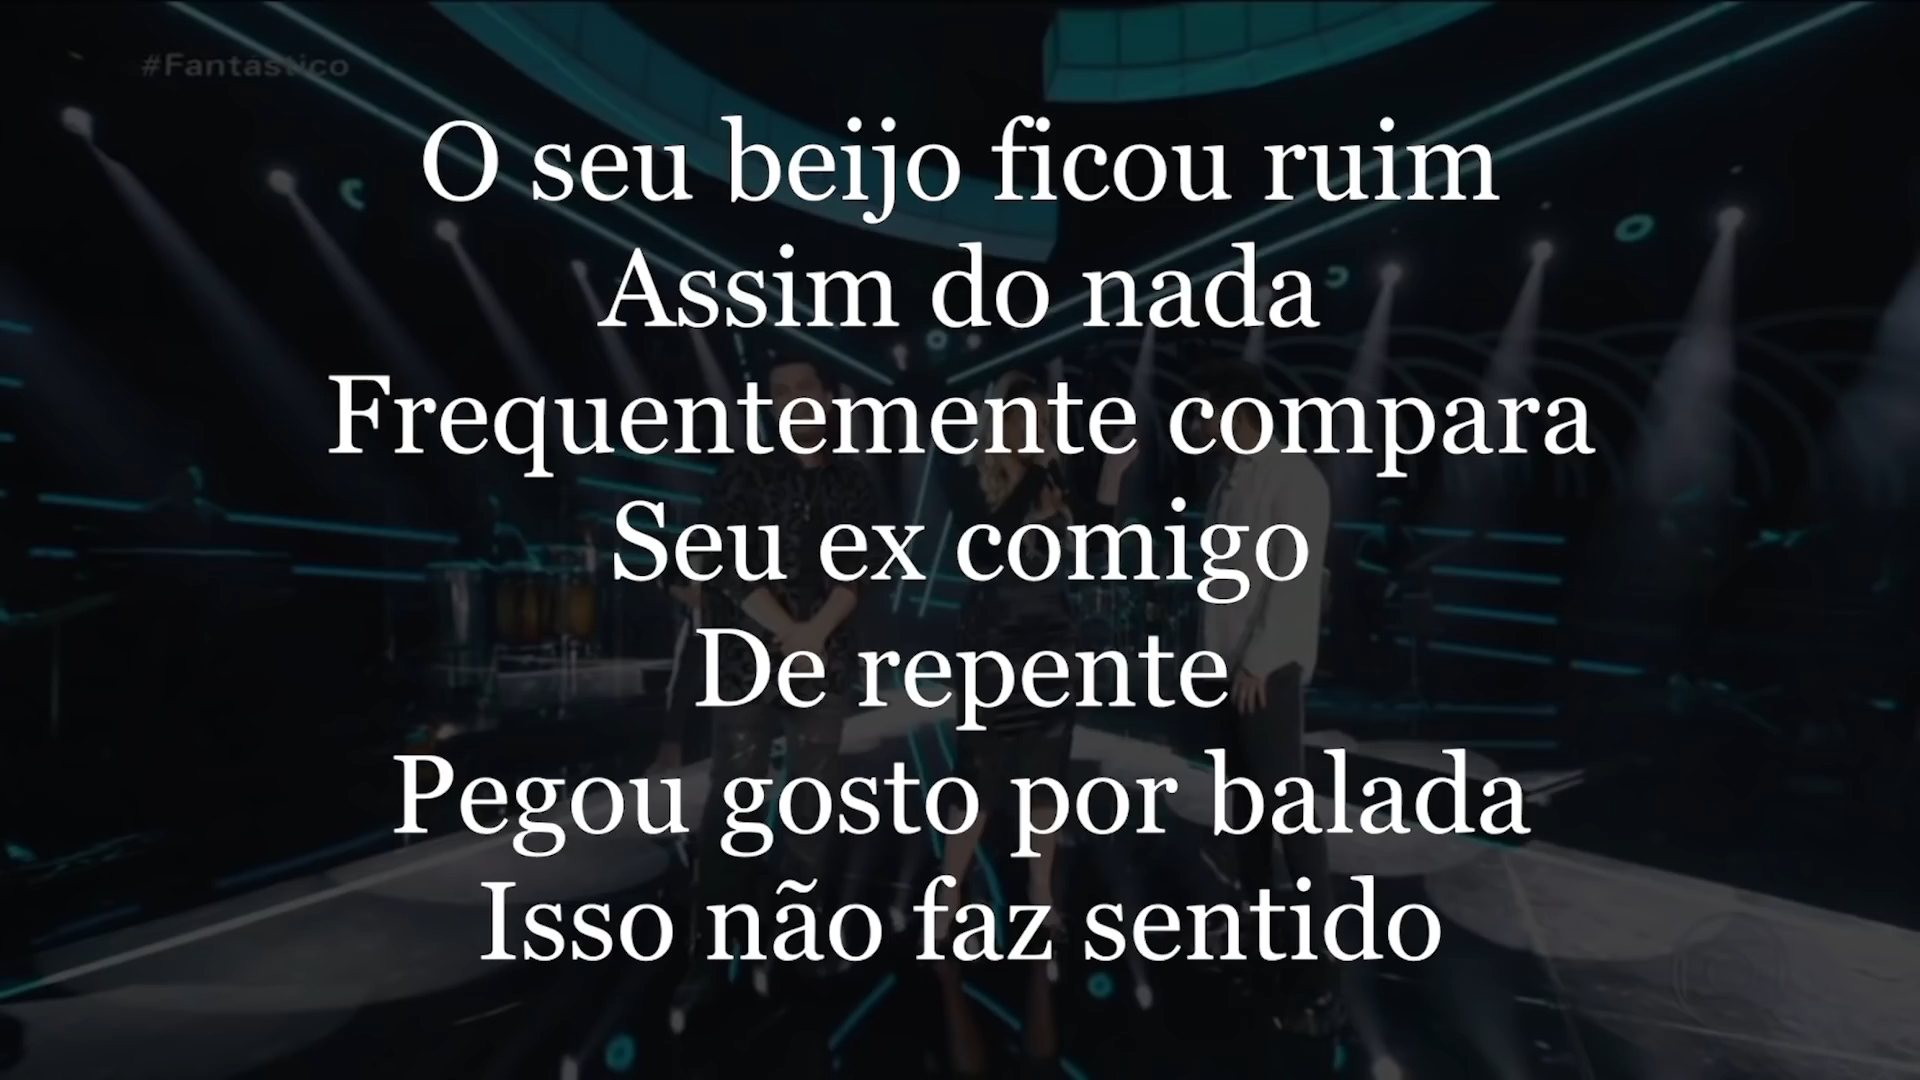 #Fantástico
O seu beijo ficou ruim
Assim do nada
Frequentemente compara
Seu ex comigo
De repente
Pegou gosto por balada
Isso não faz sentido